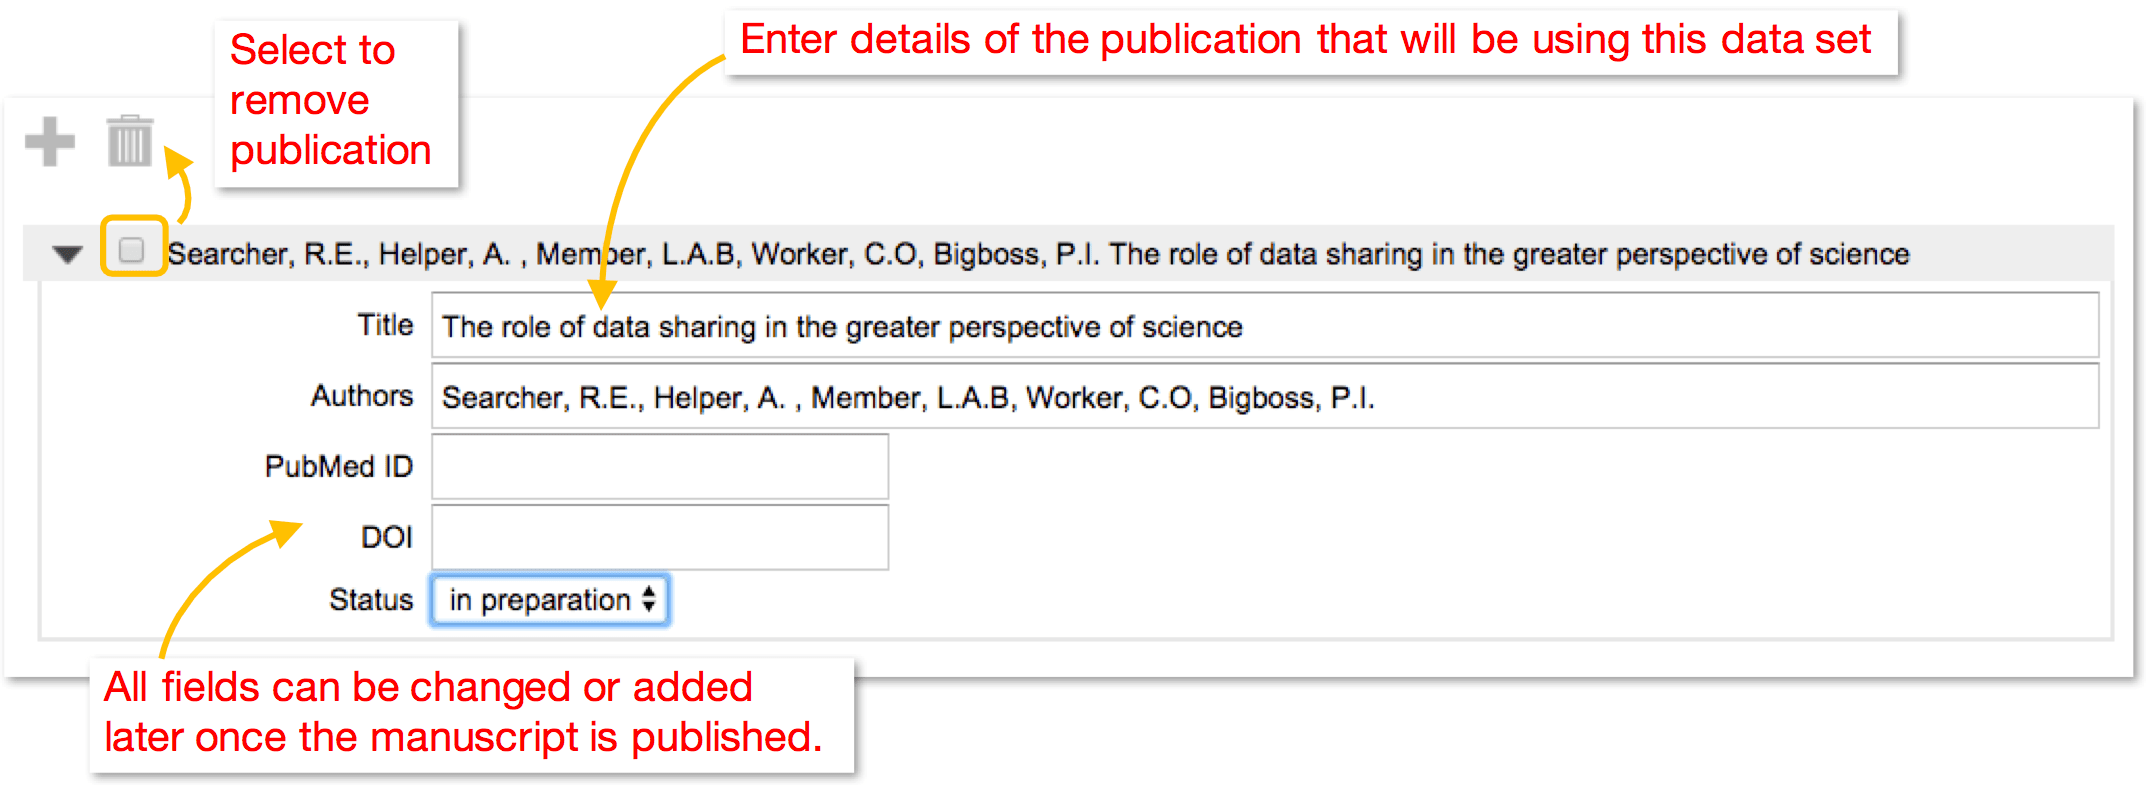 Enter details of the publication that will be using this data set
Select to
remove
publication
Searcher, R.E., Helper, A. , Member, L.A.B, Worker, C.O, Bigboss, P.I. The role of data sharing in the greater perspective of science
Title The role of data sharing in the greater perspective of science
Authors Searcher, R.E., Helper, A. , Member, L.A.B, Worker, C.O, Bigboss, P.I.
PubMed ID
DOI
Status in preparation
All fields can be changed or added
later once the manuscript is published.